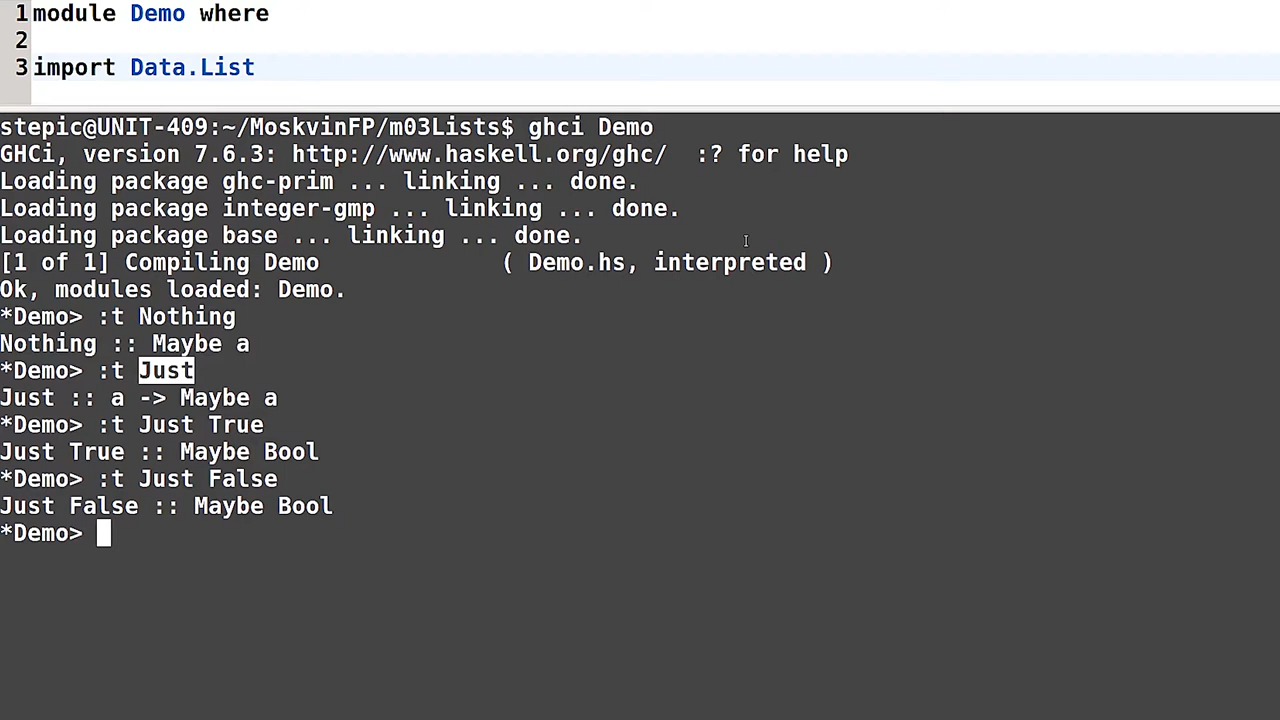 1 module Demo where
2
3 import Data.List
stepic@UNIT-409:~/MoskvinFP/m03Lists$ ghci Demo
GHCi, version 7.6.3: http://www.haskell.org/ghc/  :? for help
Loading package ghc-prim ... linking ... done.
Loading package integer-gmp ... linking ... done.
Loading package base ... linking ... done.
[1 of 1] Compiling Demo             ( Demo.hs, interpreted )
Ok, modules loaded: Demo.
*Demo> :t Nothing
Nothing :: Maybe a
*Demo> :t Just
Just :: a -> Maybe a
*Demo> :t Just True
Just True :: Maybe Bool
*Demo> :t Just False
Just False :: Maybe Bool
*Demo>